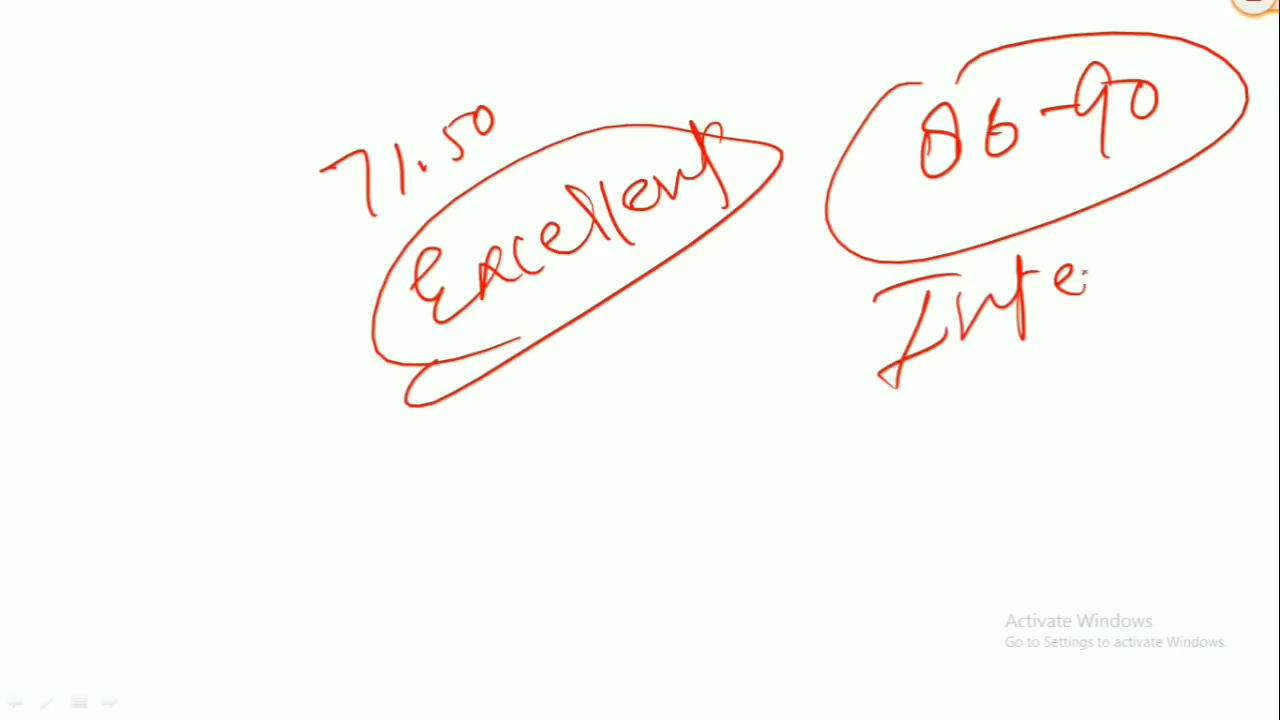 71.50
Excellent
86-90
Inte
Activate Windows
Go to Settings to activate Windows.